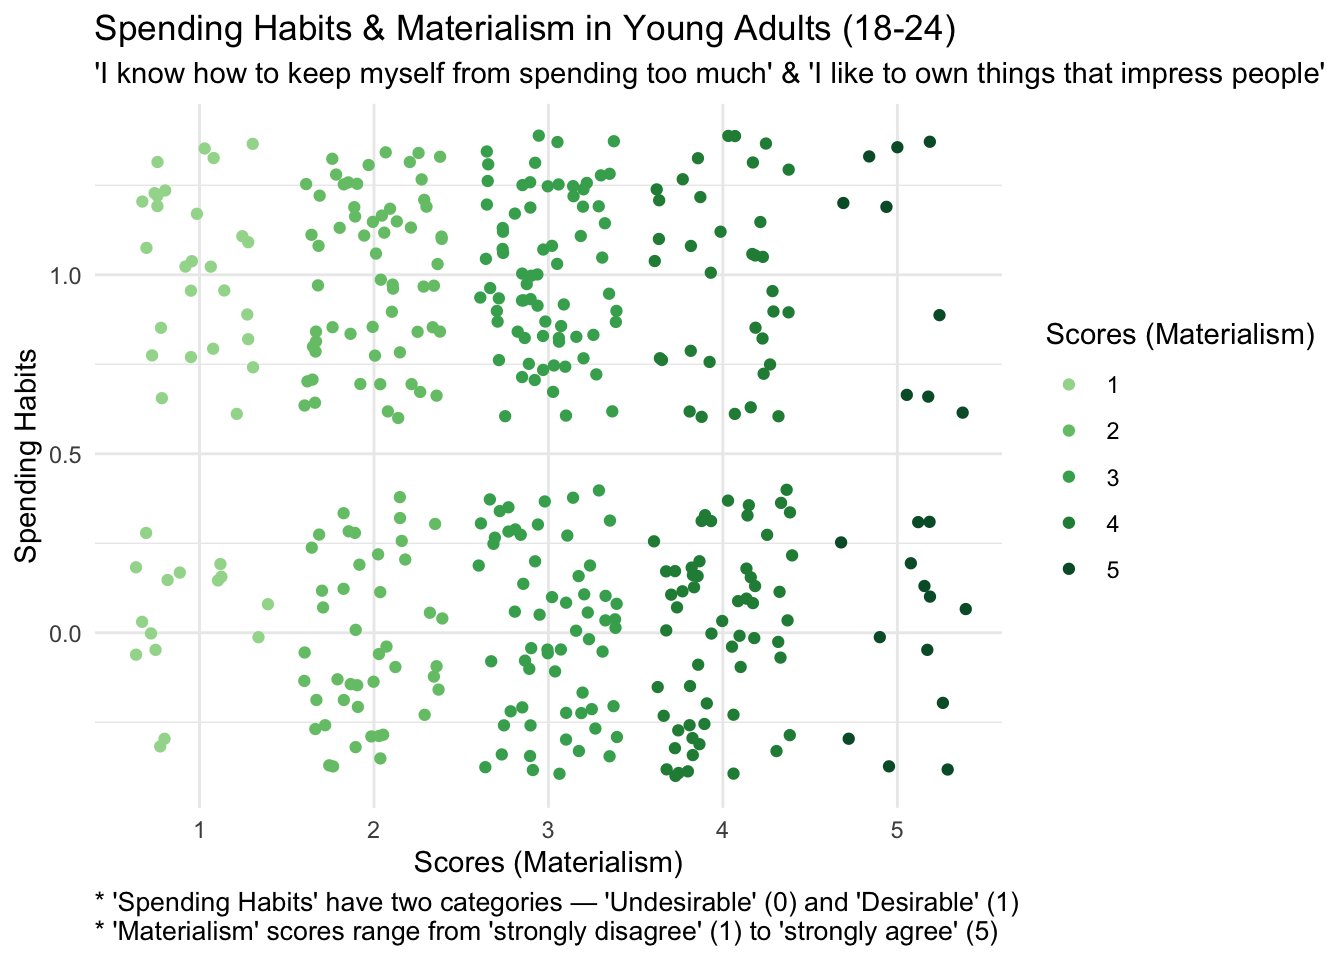 Spending Habits & Materialism in Young Adults (18-24)
'I know how to keep myself from spending too much' & 'I like to own things that impress people'
Spending Habits
1.0
0.5
0.0
1 2 3 4 5
Scores (Materialism)
Scores (Materialism)
1
2
3
4
5
* 'Spending Habits' have two categories — 'Undesirable' (0) and 'Desirable' (1)
* 'Materialism' scores range from 'strongly disagree' (1) to 'strongly agree' (5)